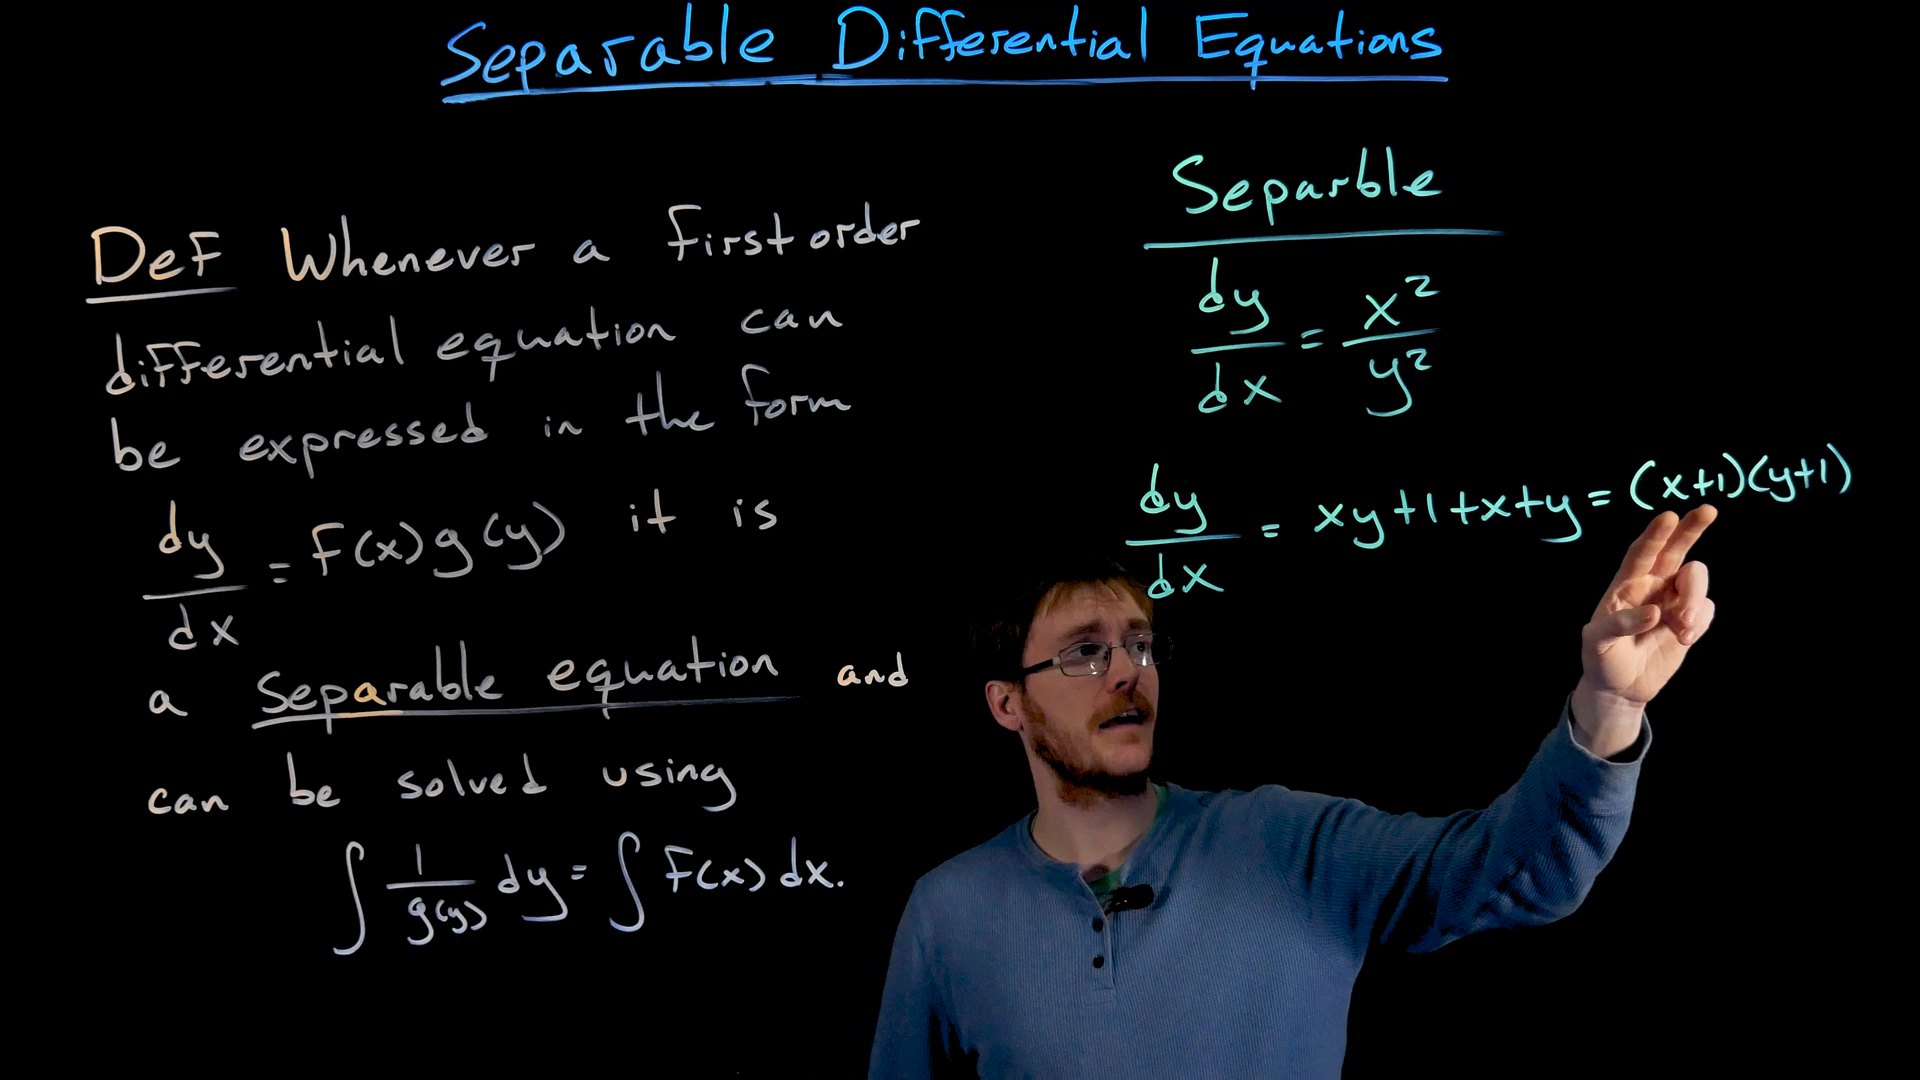 Separable Differential Equations
Def Whenever a first order
differential equation can
be expressed in the form
dy/dx = F(x)g(y) it is
a separable equation and
can be solved using
∫ 1/g(y) dy = ∫ F(x) dx.
Separble
dy/dx = x²/y²
dy/dx = xy+1+x+y = (x+1)(y+1)